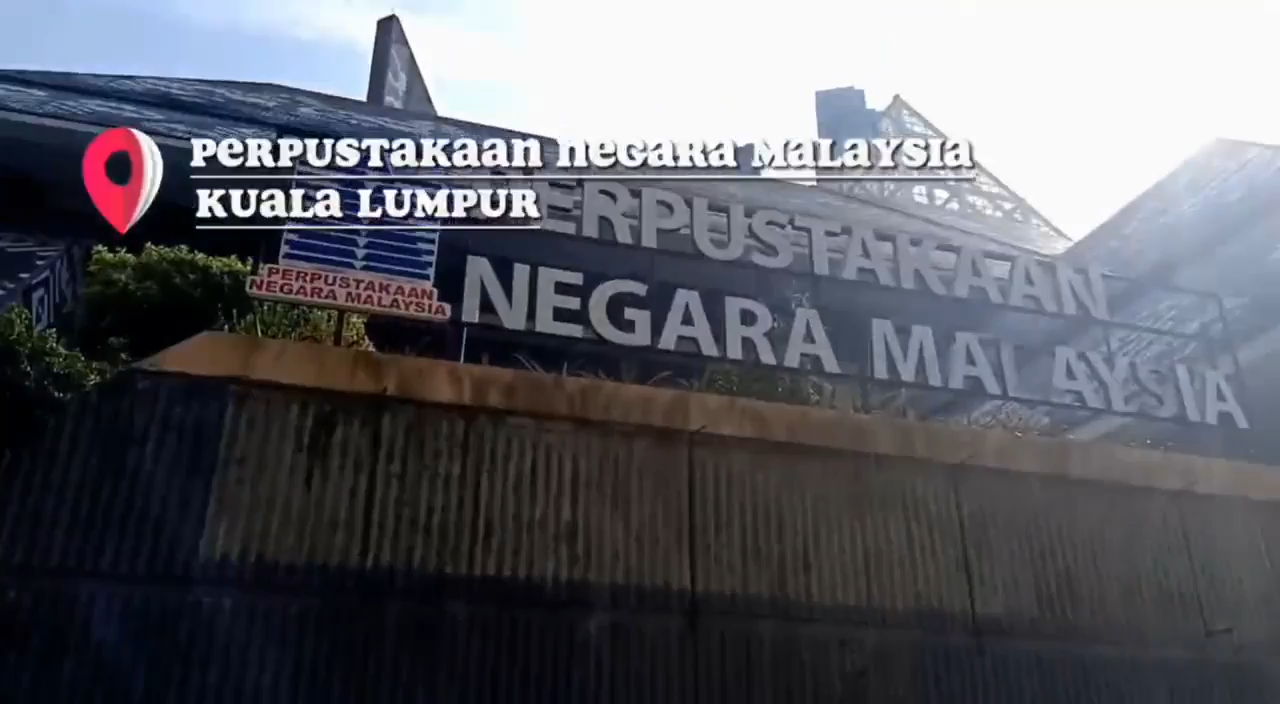 PERPUSTAKAAN NEGARA MALAYSIA
KUALA LUMPUR
PERPUSTAKAAN
NEGARA MALAYSIA
PERPUSTAKAAN
NEGARA MALAYSIA